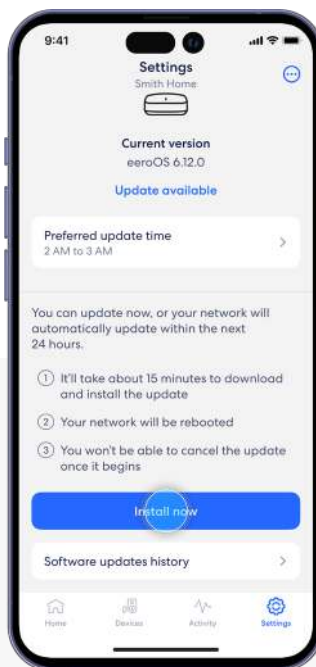 9:41
Settings
Smith Home
Current version
eeroOS 6.12.0
Update available
Preferred update time
2 AM to 3 AM
You can update now, or your network will
automatically update within the next
24 hours.
1 It'll take about 15 minutes to download
and install the update
2 Your network will be rebooted
3 You won't be able to cancel the update
once it begins
Install now
Software updates history
Home Devices Activity Settings